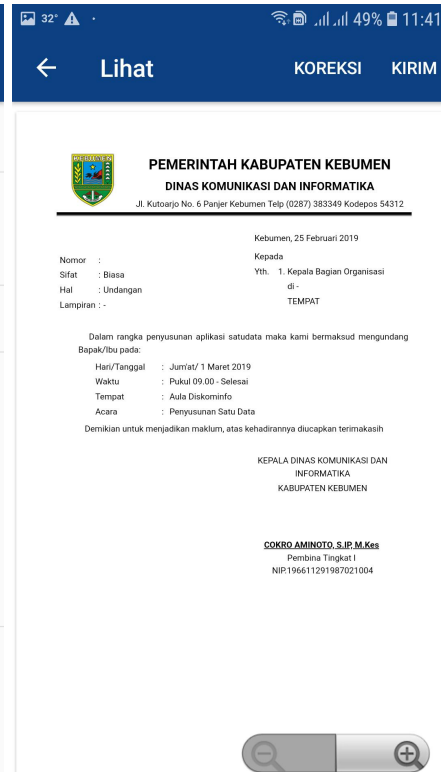 32° 49% 11:41
Lihat KOREKSI KIRIM
KEBUMEN
PEMERINTAH KABUPATEN KEBUMEN
DINAS KOMUNIKASI DAN INFORMATIKA
Jl. Kutoarjo No. 6 Panjer Kebumen Telp (0287) 383349 Kodepos 54312
Kebumen, 25 Februari 2019
Kepada
Nomor :
Yth. 1. Kepala Bagian Organisasi
Sifat : Biasa
di -
Hal : Undangan
TEMPAT
Lampiran : -
Dalam rangka penyusunan aplikasi satudata maka kami bermaksud mengundang
Bapak/Ibu pada:
Hari/Tanggal : Jum'at/ 1 Maret 2019
Waktu : Pukul 09.00 - Selesai
Tempat : Aula Diskominfo
Acara : Penyusunan Satu Data
Demikian untuk menjadikan maklum, atas kehadirannya diucapkan terimakasih
KEPALA DINAS KOMUNIKASI DAN
INFORMATIKA
KABUPATEN KEBUMEN
COKRO AMINOTO, S.IP, M.Kes
Pembina Tingkat I
NIP.196611291987021004